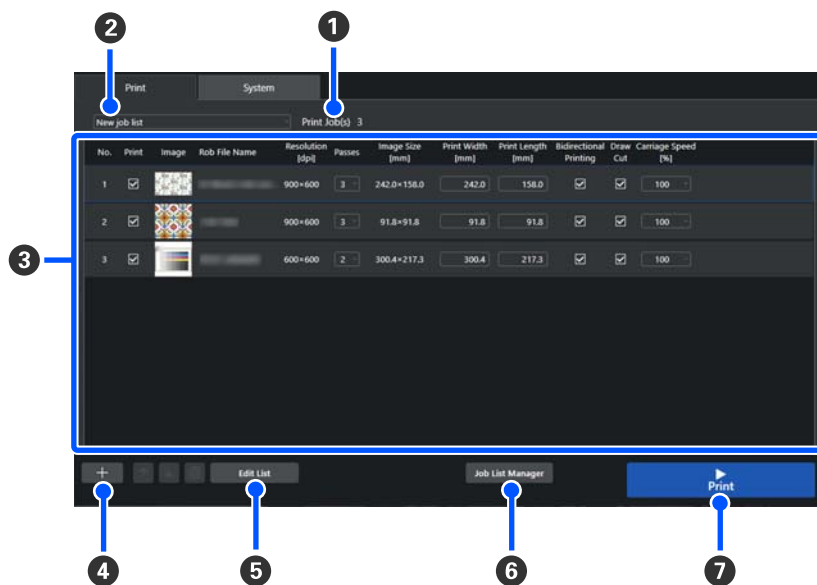 2 1
Print System
New job list Print Job(s) 3
No. Print Image Rob File Name Resolution [dpi] Passes Image Size [mm] Print Width [mm] Print Length [mm] Bidirectional Printing Draw Cut Carriage Speed [%]
1 900×600 3 242.0×158.0 242.0 158.0 100
2 900×600 3 91.8×91.8 91.8 91.8 100
3
3 600×600 2 300.4×217.3 300.4 217.3 100
+ Edit List Job List Manager Print
4 5 6 7